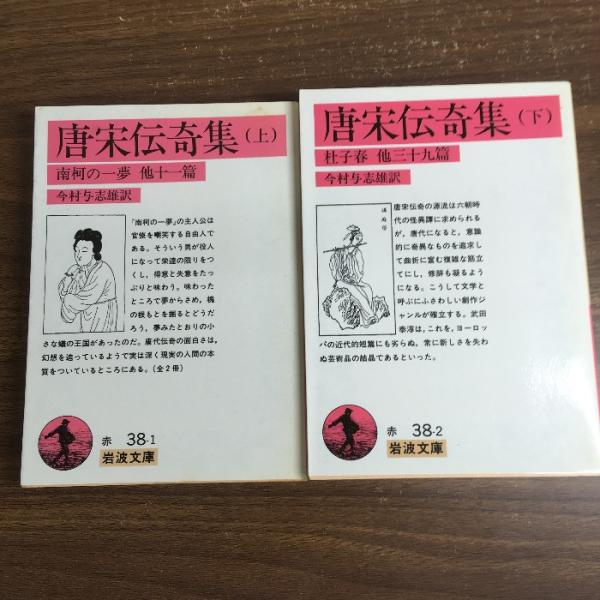 唐宋伝奇集(上)
南柯の一夢 他十一篇
今村与志雄訳
「南柯の一夢」の主人公は
官僚を嘲笑する自由人で
ある。そういう男が役人
になって栄達の限りをつ
くし、得意と失意をたっ
ぷりと味わう。味わった
ところで夢からさめ、槐
の根もとを掘るとどうだ
ろう。夢みたとおりの小
さな蟻の王国があったのだ。唐代伝奇の面白さは、
幻想を追っているようで実は深く現実の人間の本
質をついているところにある。(全2冊)
赤 38-1
岩波文庫
唐宋伝奇集(下)
杜子春 他三十九篇
今村与志雄訳
唐宋伝奇の源流は六朝時
代の怪異譚に求められる
が、唐代になると、意識
的に奇異なものを追求し
て曲折に富む複雑な筋立
てにし、修辞も凝るよう
になる。こうして文学と
呼ぶにふさわしい創作ジ
ャンルが確立する。武田
泰淳は、これを、ヨーロッ
パの近代的短篇にも劣らぬ、常に新しさを失わ
ぬ芸術品の結晶であるといった。
赤 38-2
岩波文庫